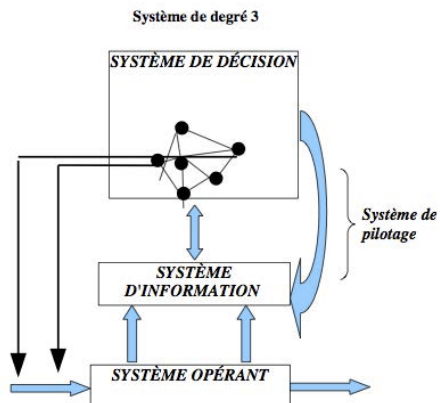 Système de degré 3
SYSTÈME DE DÉCISION
Système de
pilotage
SYSTÈME
D'INFORMATION
SYSTÈME OPÉRANT